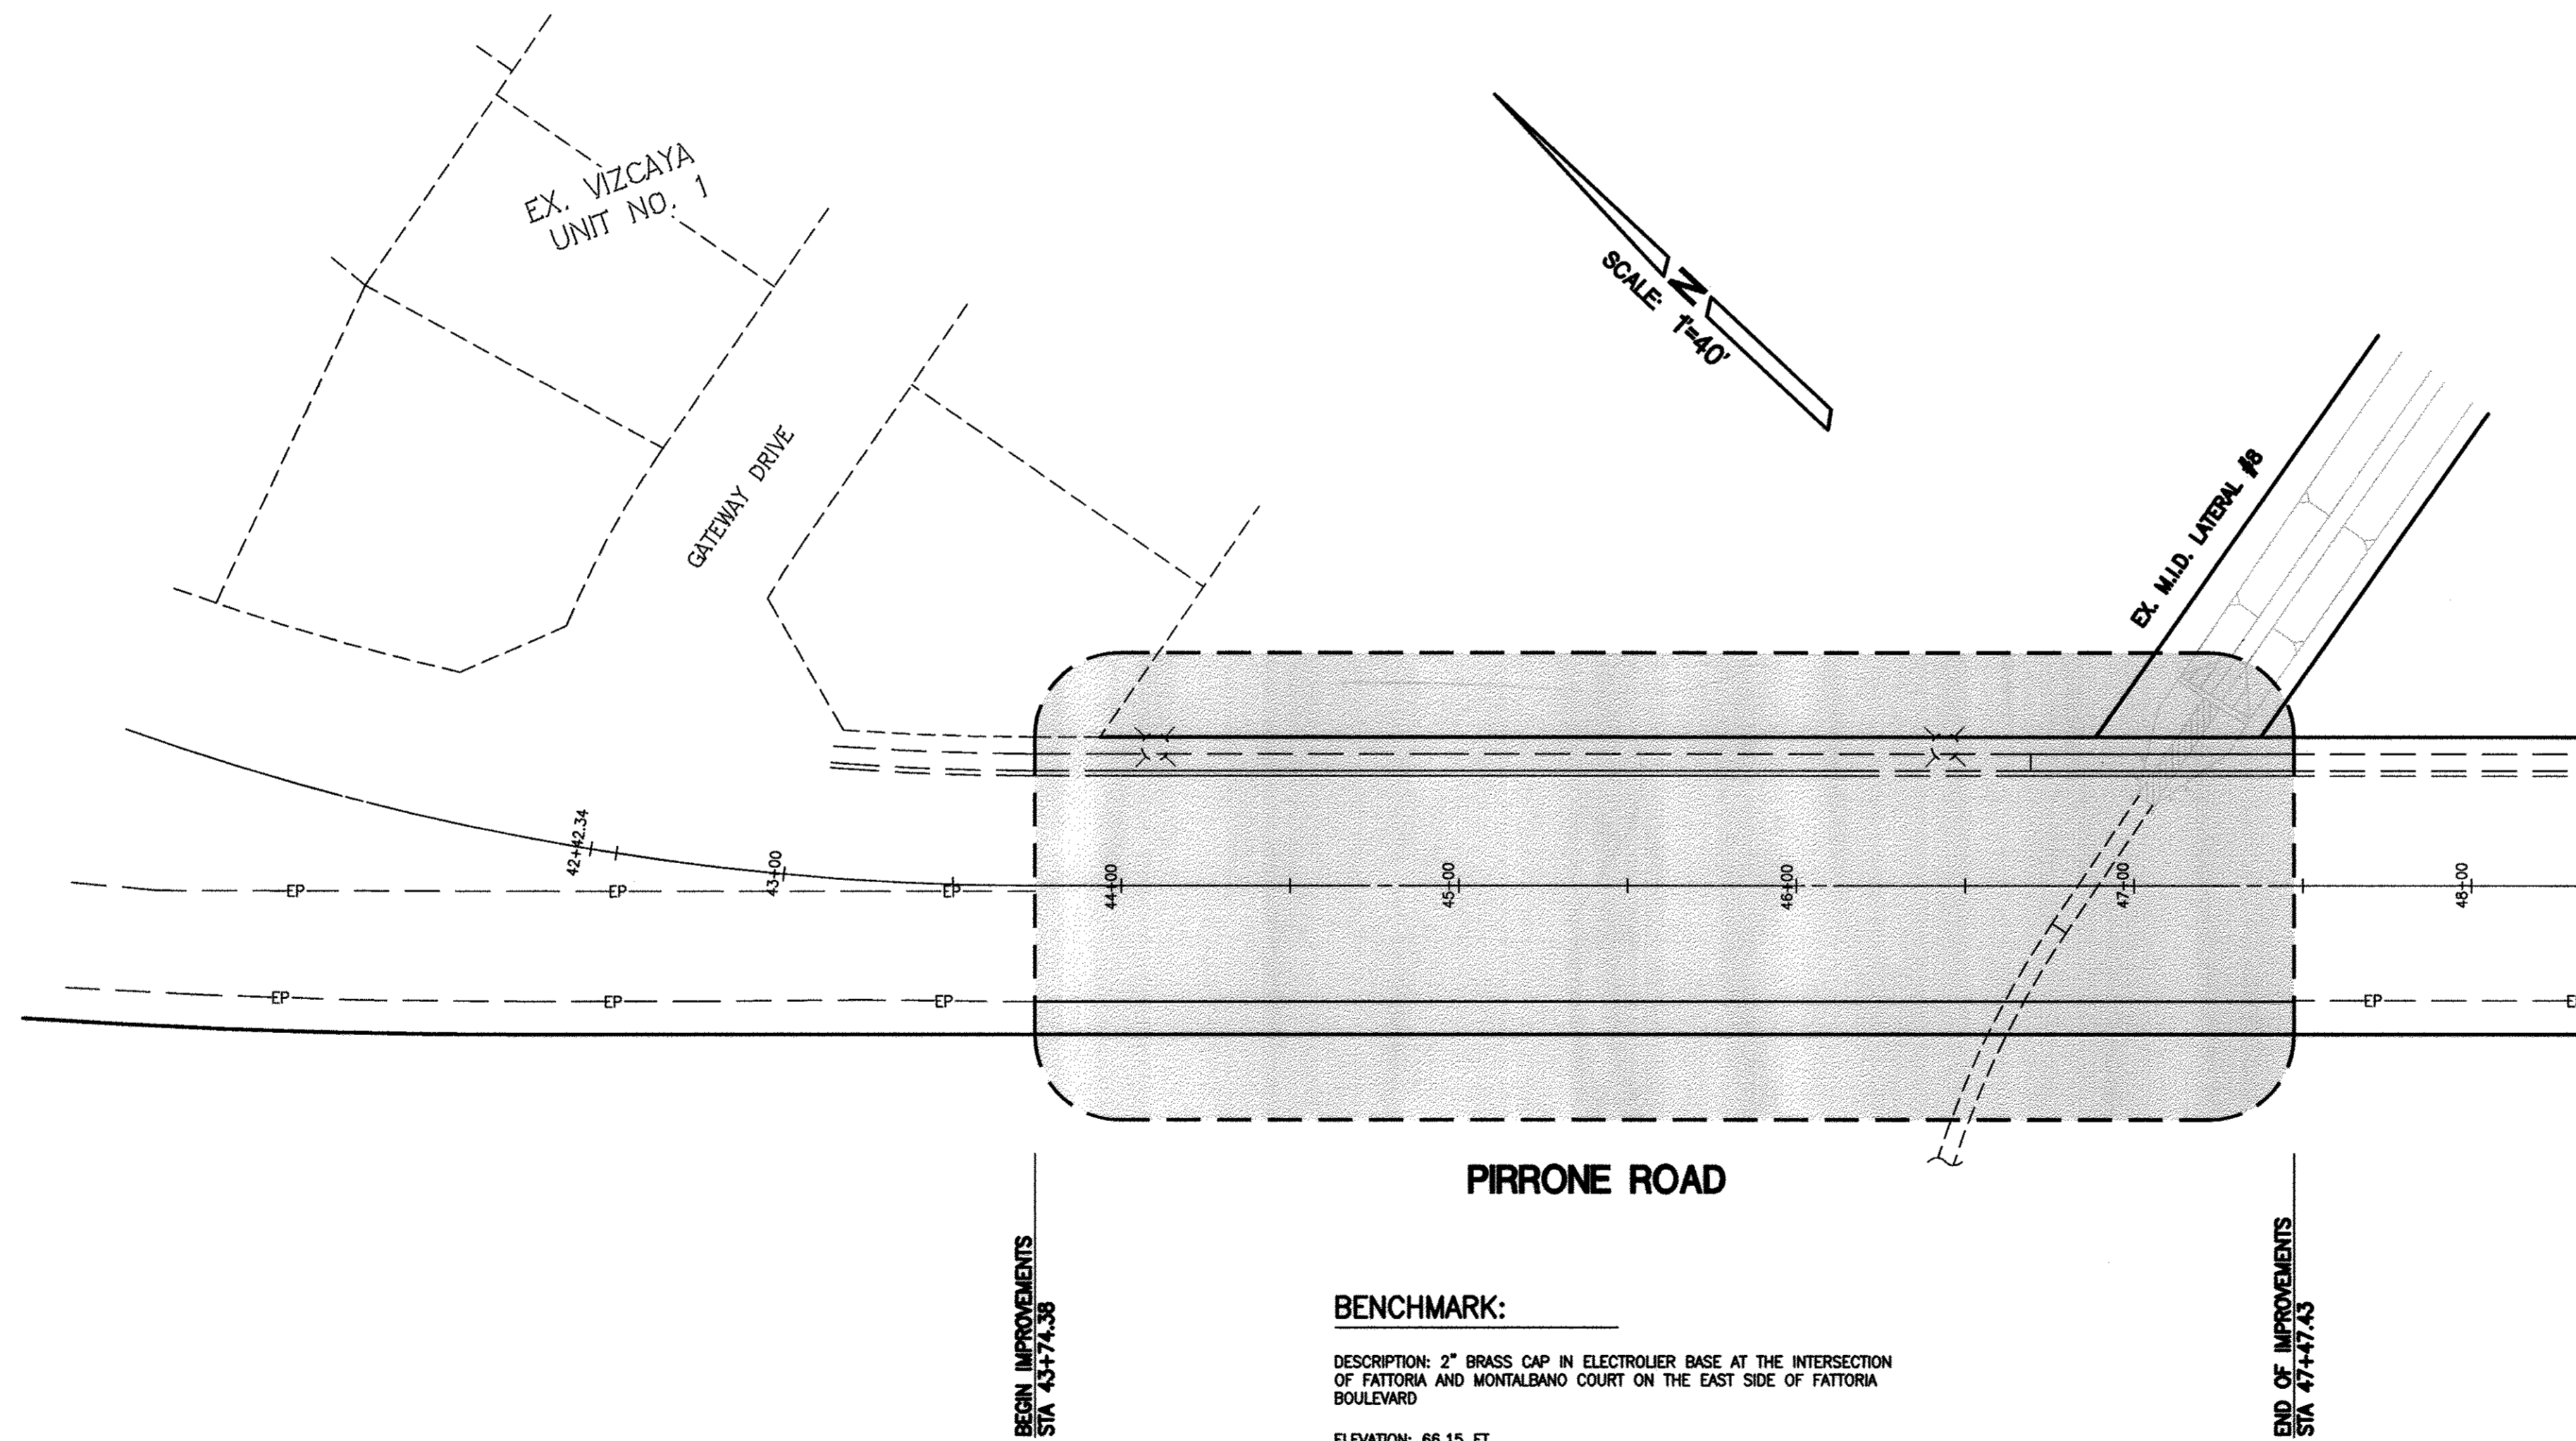 EX. VIZCAYA
UNIT NO. 1
GATEWAY DRIVE
N
SCALE: 1"=40'
EX. M.I.D. LATERAL #8
42+42.34
43+00
44+00
45+00
46+00
47+00
48+00
EP
EP
EP
EP
EP
EP
EP
PIRRONE ROAD
BEGIN IMPROVEMENTS
STA 43+74.38
END OF IMPROVEMENTS
STA 47+47.43
BENCHMARK:
DESCRIPTION: 2" BRASS CAP IN ELECTROLIER BASE AT THE INTERSECTION
OF FATTORIA AND MONTALBANO COURT ON THE EAST SIDE OF FATTORIA
BOULEVARD
ELEVATION: 66.15 FT